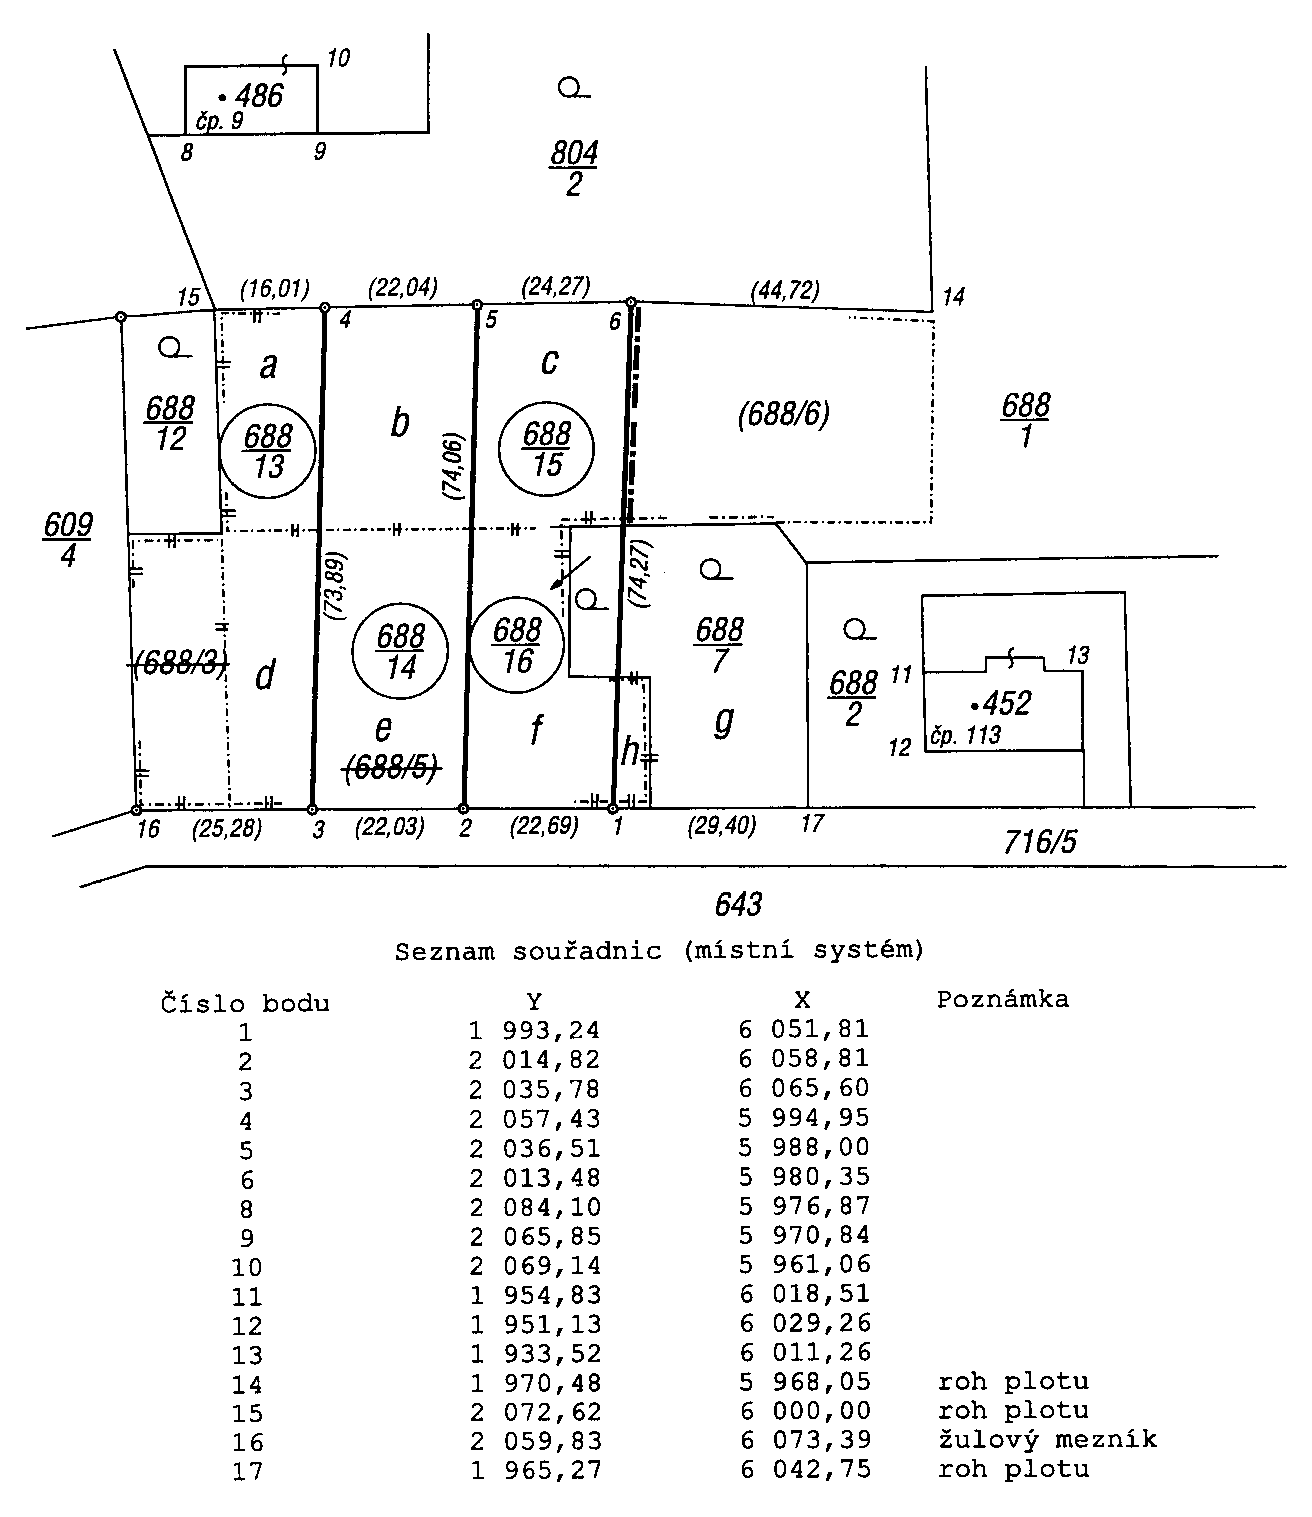 10
486
čp. 9
8
9
804
2
15
(16,01)
(22,04)
(24,27)
(44,72)
14
4
5
6
a
b
c
688
12
688
13
688
15
(688/6)
688
1
(74,06)
609
4
(73,89)
(74,27)
688
14
688
16
688
7
688
2
(688/3)
d
e
f
g
h
(688/5)
11
13
452
12
čp. 113
16
(25,28)
3
(22,03)
2
(22,69)
1
(29,40)
17
716/5
643
Seznam souřadnic (místní systém)
Číslo bodu Y X Poznámka
1 1 993,24 6 051,81
2 2 014,82 6 058,81
3 2 035,78 6 065,60
4 2 057,43 5 994,95
5 2 036,51 5 988,00
6 2 013,48 5 980,35
8 2 084,10 5 976,87
9 2 065,85 5 970,84
10 2 069,14 5 961,06
11 1 954,83 6 018,51
12 1 951,13 6 029,26
13 1 933,52 6 011,26
14 1 970,48 5 968,05 roh plotu
15 2 072,62 6 000,00 roh plotu
16 2 059,83 6 073,39 žulový mezník
17 1 965,27 6 042,75 roh plotu